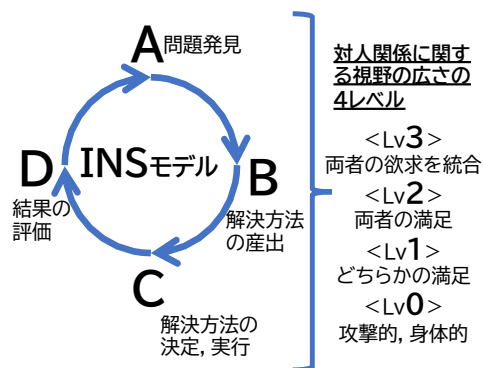 A 問題発見
INSモデル
B
解決方法
の産出
C
解決方法の
決定, 実行
D
結果の
評価
対人関係に関す
る視野の広さの
4レベル
<Lv3>
両者の欲求を統合
<Lv2>
両者の満足
<Lv1>
どちらかの満足
<Lv0>
攻撃的, 身体的